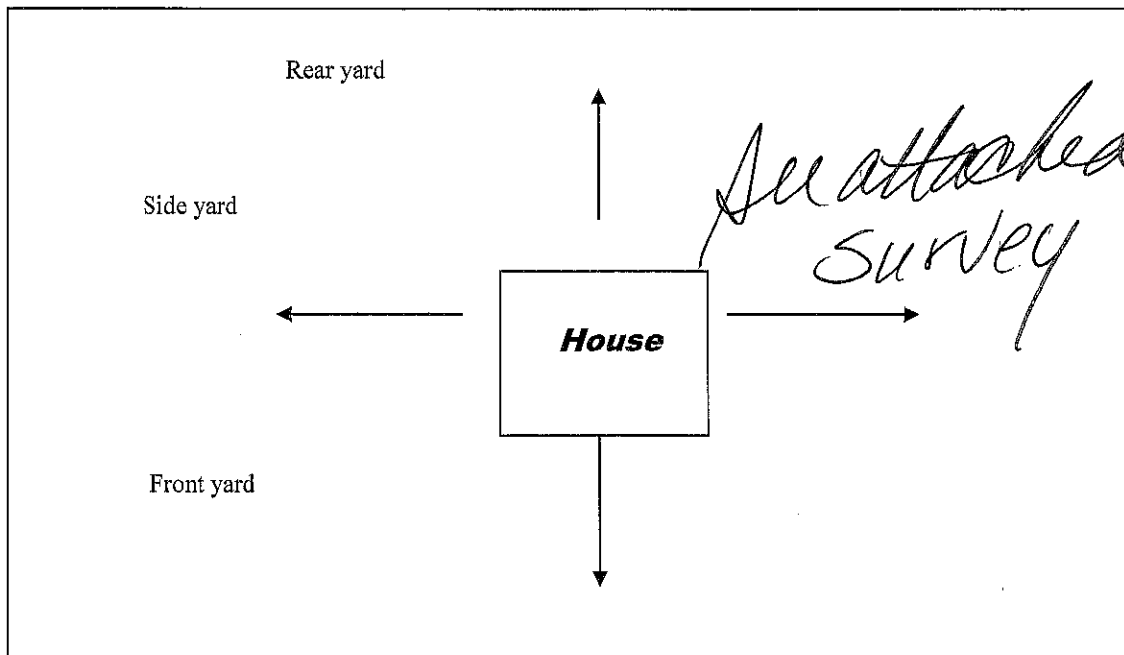 Rear yard
See attached
survey
Side yard
House
Front yard